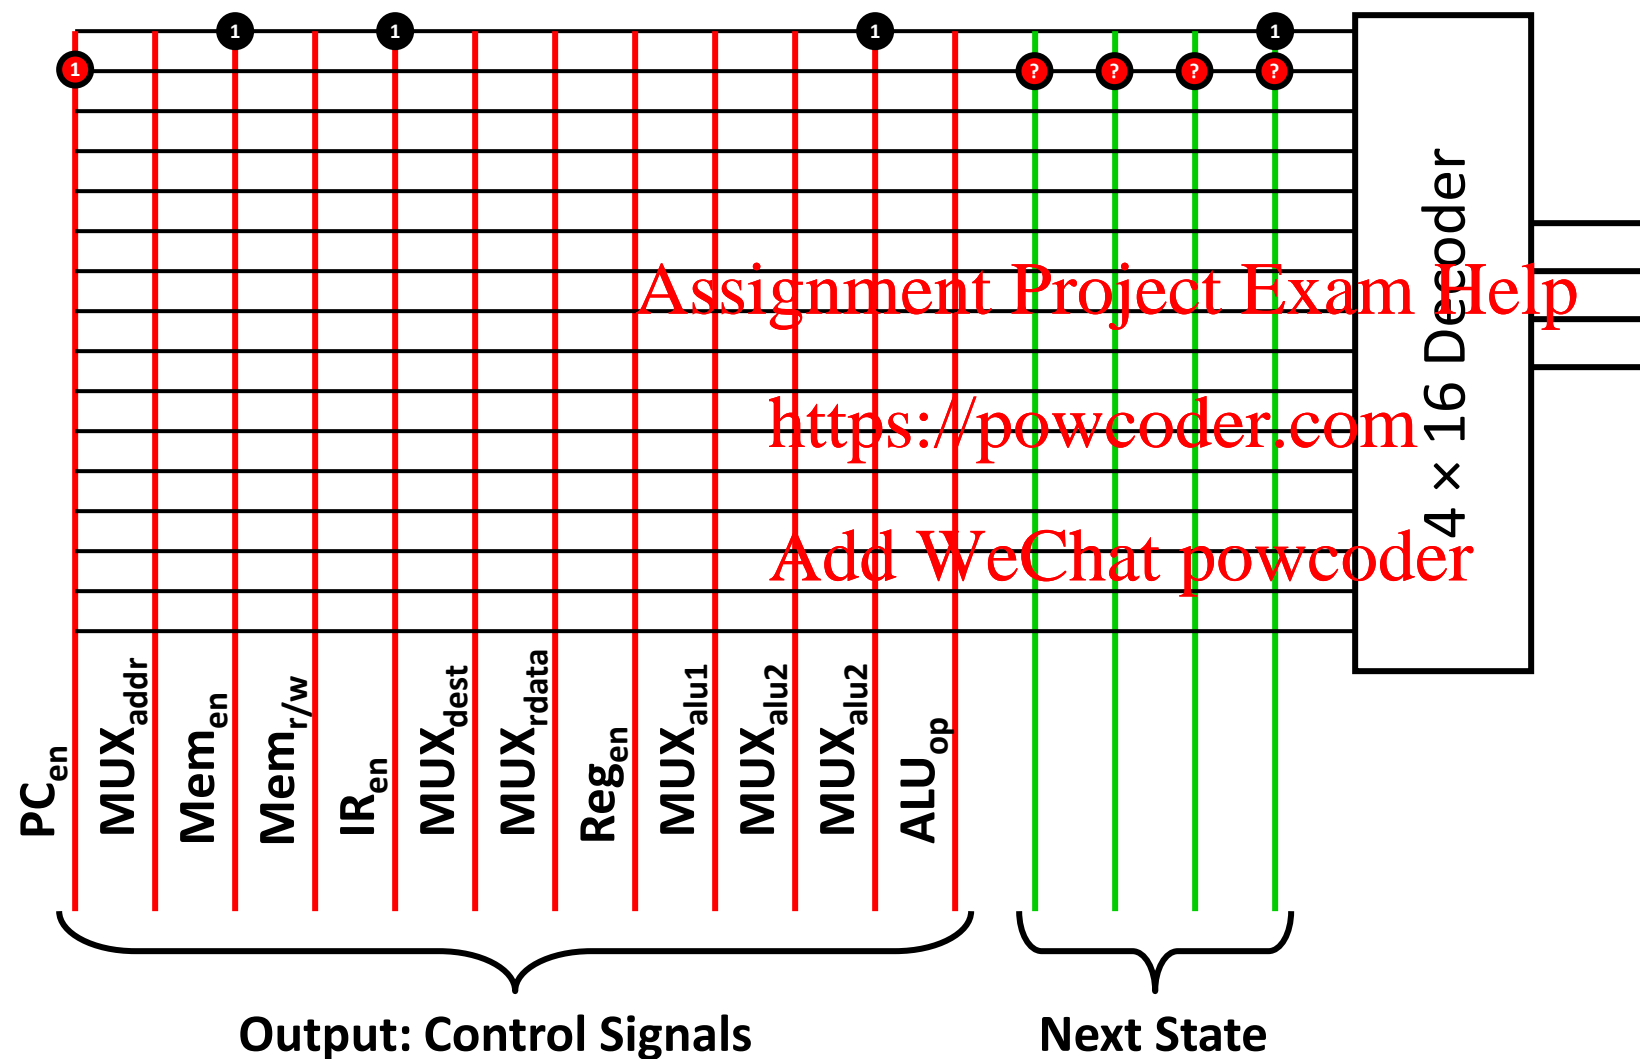 1 1 1 1
1 ? ? ? ?
4 × 16 Decoder
Assignment Project Exam Help
https://powcoder.com
Add WeChat powcoder
PCen
MUXaddr
Memen
Memr/w
IRen
MUXdest
MUXrdata
Regen
MUXalu1
MUXalu2
MUXalu2
ALUop
Output: Control Signals
Next State